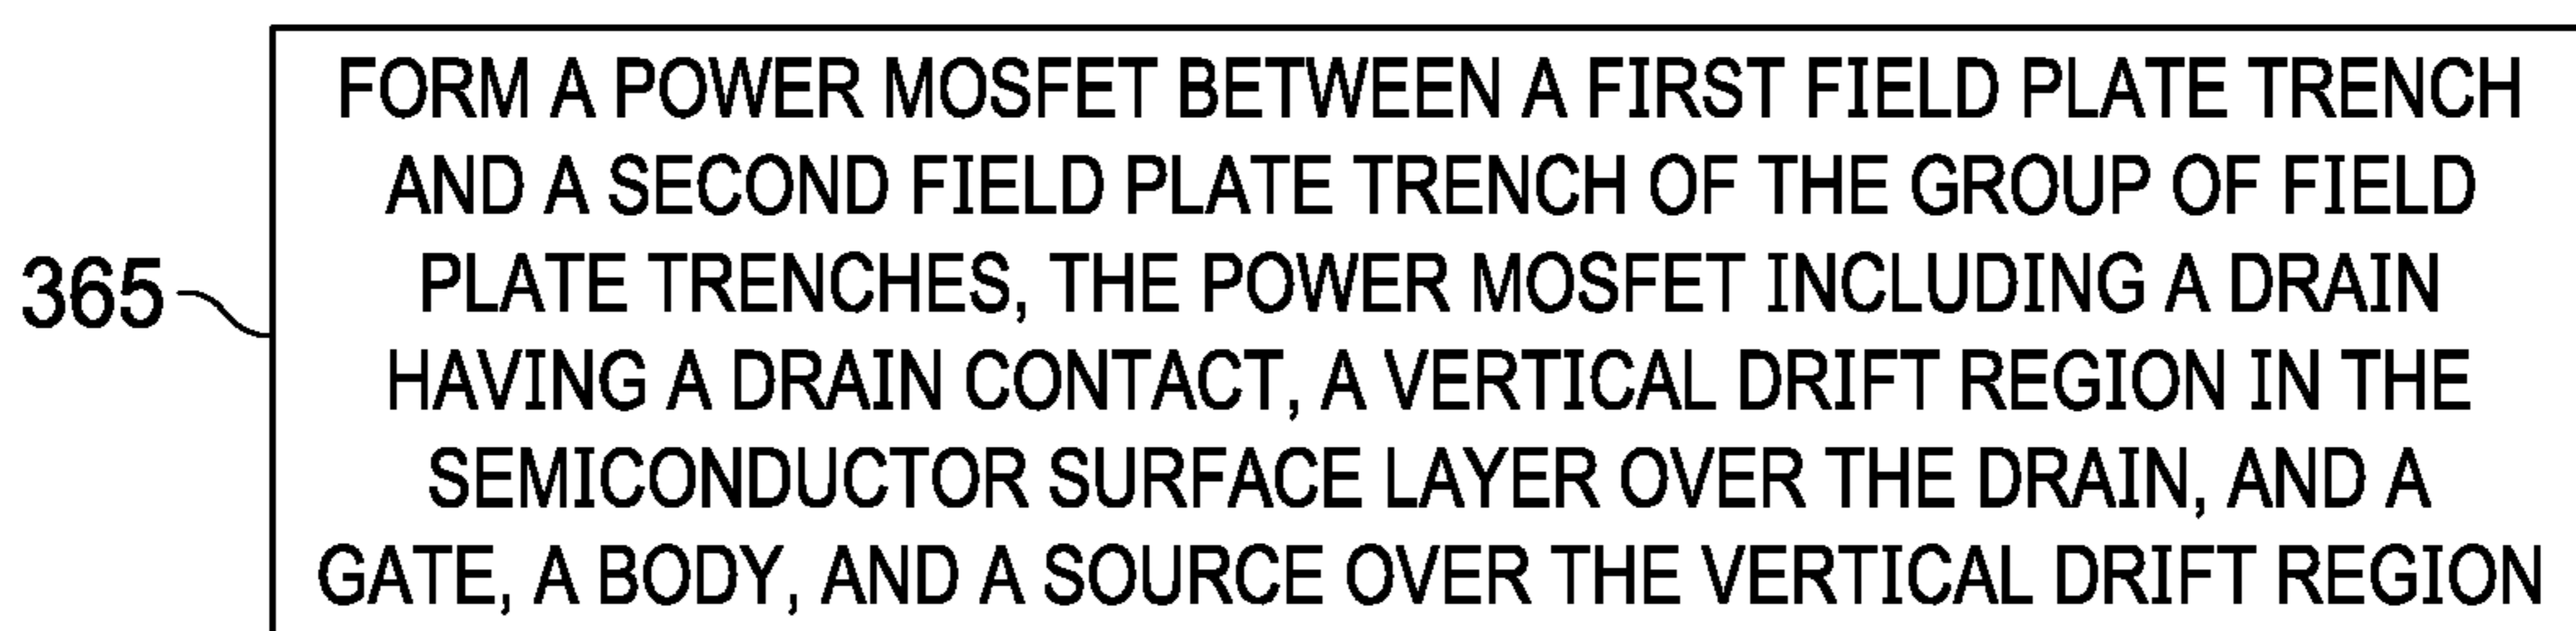 FORM A POWER MOSFET BETWEEN A FIRST FIELD PLATE TRENCH
AND A SECOND FIELD PLATE TRENCH OF THE GROUP OF FIELD
365
PLATE TRENCHES, THE POWER MOSFET INCLUDING A DRAIN
HAVING A DRAIN CONTACT, A VERTICAL DRIFT REGION IN THE
SEMICONDUCTOR SURFACE LAYER OVER THE DRAIN, AND A
GATE, A BODY, AND A SOURCE OVER THE VERTICAL DRIFT REGION